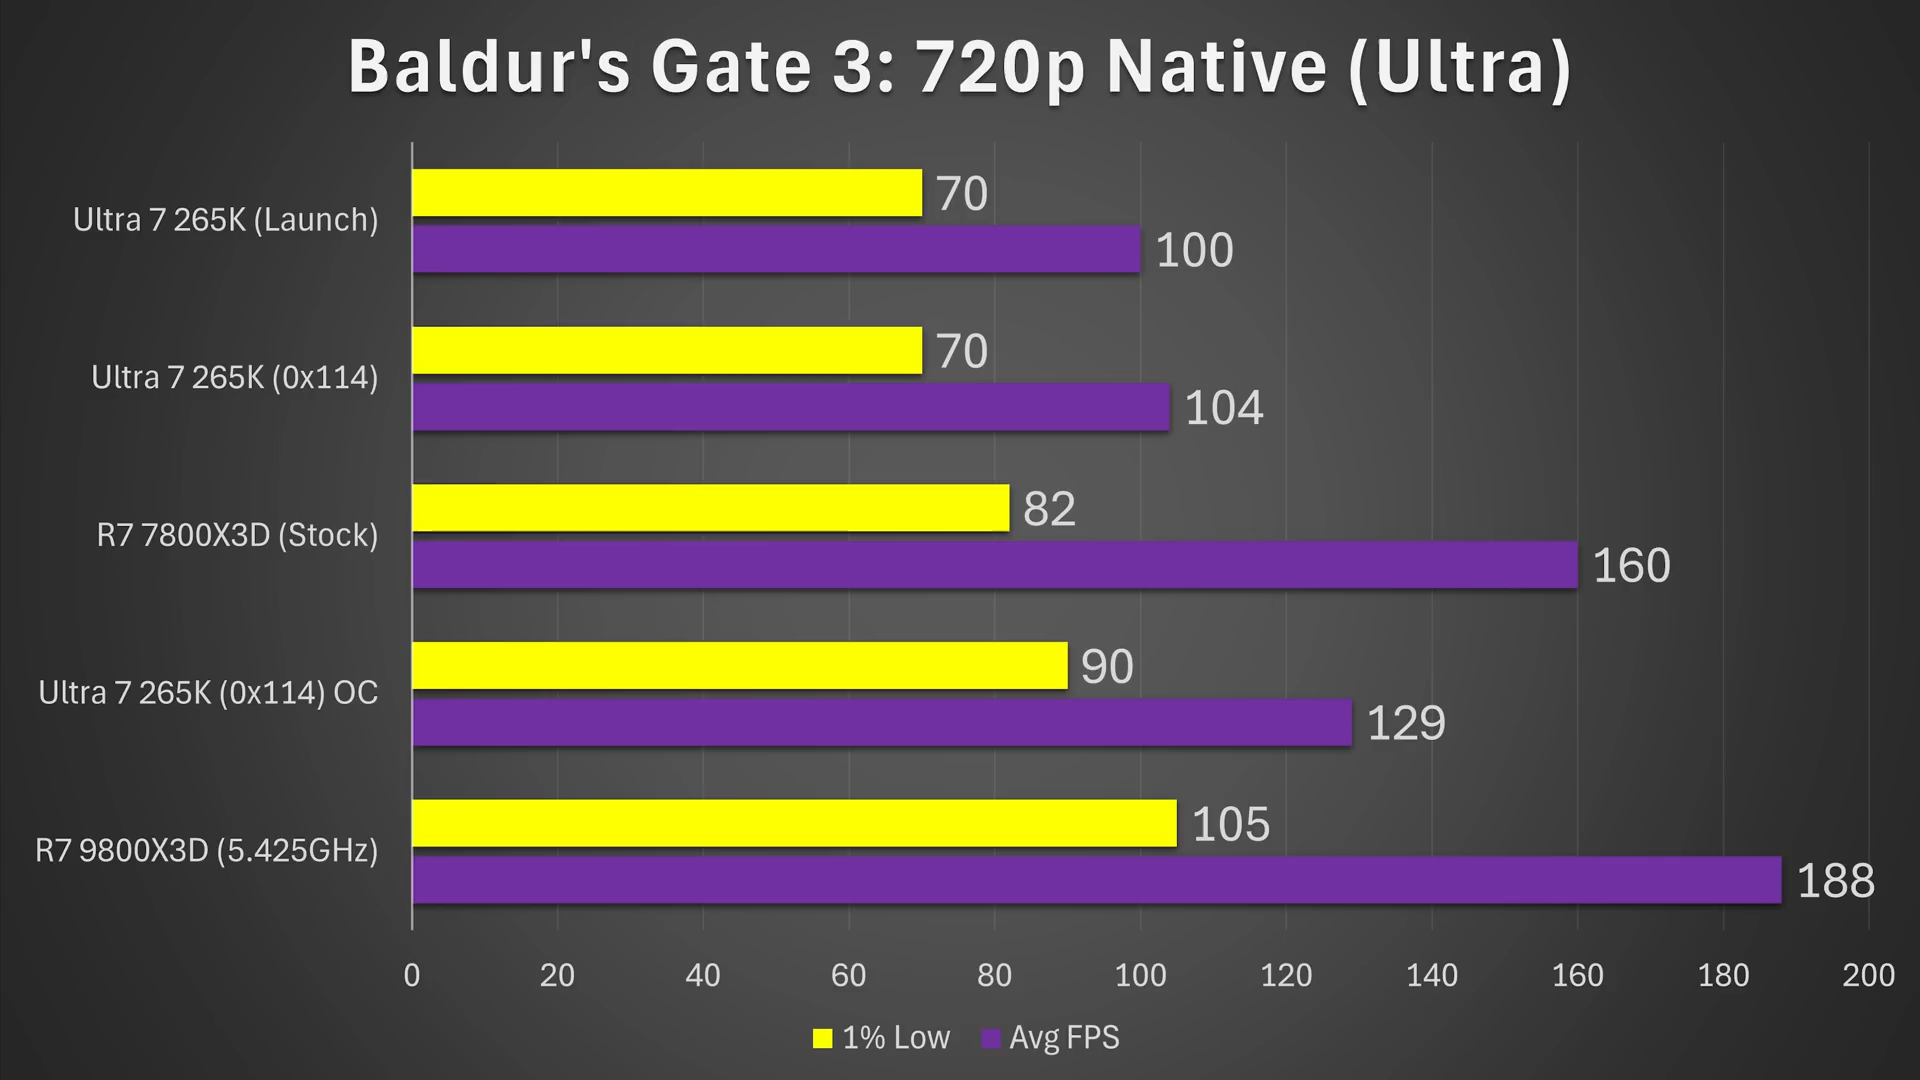 Baldur's Gate 3: 720p Native (Ultra)
Ultra 7 265K (Launch)
70
100
Ultra 7 265K (0x114)
70
104
R7 7800X3D (Stock)
82
160
Ultra 7 265K (0x114) OC
90
129
R7 9800X3D (5.425GHz)
105
188
0 20 40 60 80 100 120 140 160 180 200
1% Low Avg FPS